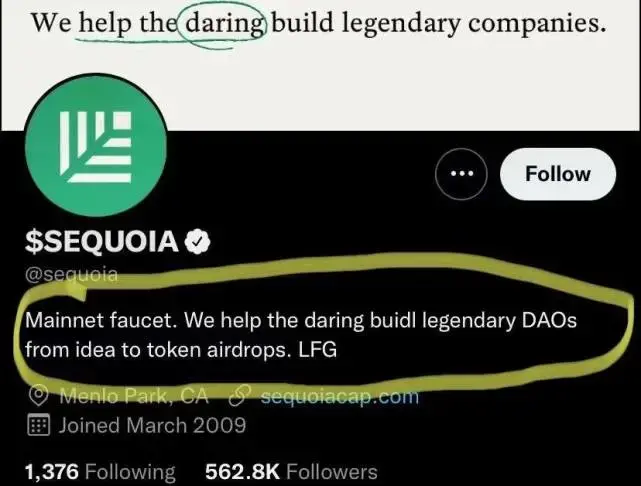 We help the daring build legendary companies.
Follow
$SEQUOIA
@sequoia
Mainnet faucet. We help the daring buidl legendary DAOs
from idea to token airdrops. LFG
Menlo Park, CA sequoiacap.com
Joined March 2009
1,376 Following 562.8K Followers